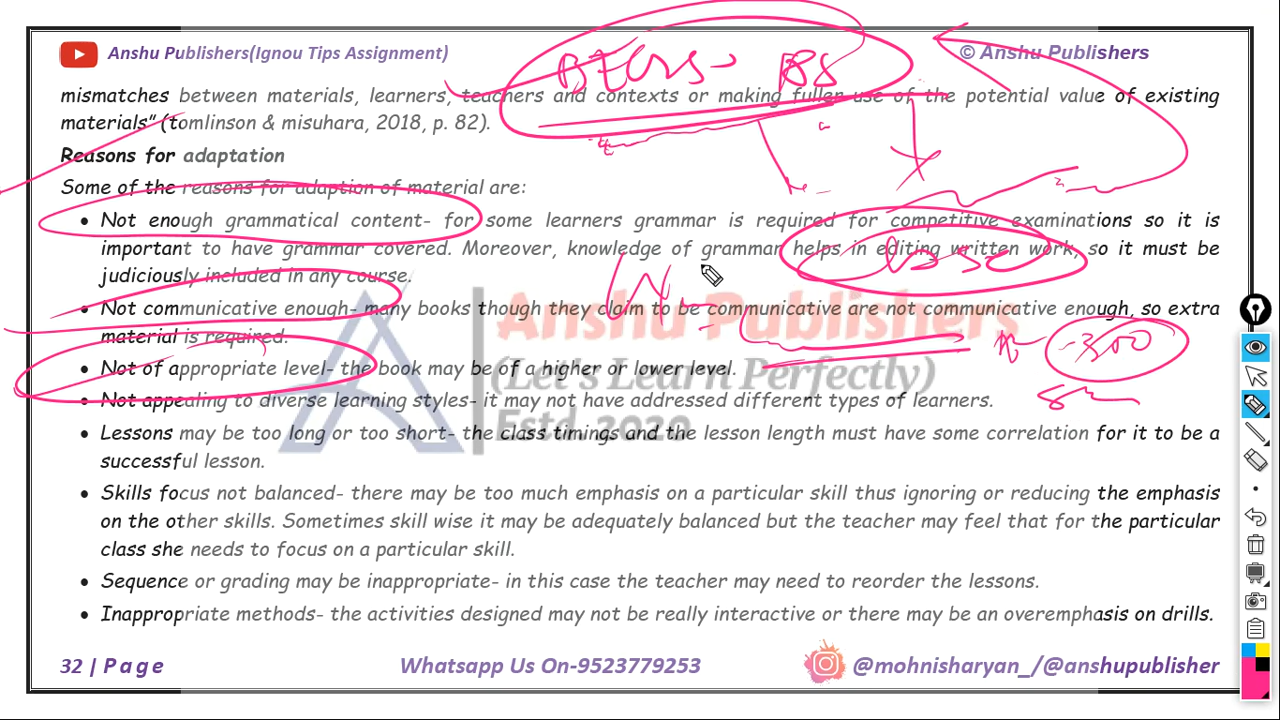 Anshu Publishers(Ignou Tips Assignment) © Anshu Publishers
mismatches between materials, learners, teachers and contexts or making fuller use of the potential value of existing
materials” (tomlinson & misuhara, 2018, p. 82).
Reasons for adaptation
Some of the reasons for adaption of material are:
• Not enough grammatical content- for some learners grammar is required for competitive examinations so it is
important to have grammar covered. Moreover, knowledge of grammar helps in editing written work, so it must be
judiciously included in any course.
• Not communicative enough- many books though they claim to be communicative are not communicative enough, so extra
material is required.
• Not of appropriate level- the book may be of a higher or lower level.
• Not appealing to diverse learning styles- it may not have addressed different types of learners.
• Lessons may be too long or too short- the class timings and the lesson length must have some correlation for it to be a
successful lesson.
• Skills focus not balanced- there may be too much emphasis on a particular skill thus ignoring or reducing the emphasis
on the other skills. Sometimes skill wise it may be adequately balanced but the teacher may feel that for the particular
class she needs to focus on a particular skill.
• Sequence or grading may be inappropriate- in this case the teacher may need to reorder the lessons.
• Inappropriate methods- the activities designed may not be really interactive or there may be an overemphasis on drills.
Anshu Publishers
(Let's Learn Perfectly)
Estd. 2020
300
32 | Page Whatsapp Us On-9523779253 @mohnisharyan_/@anshupublisher